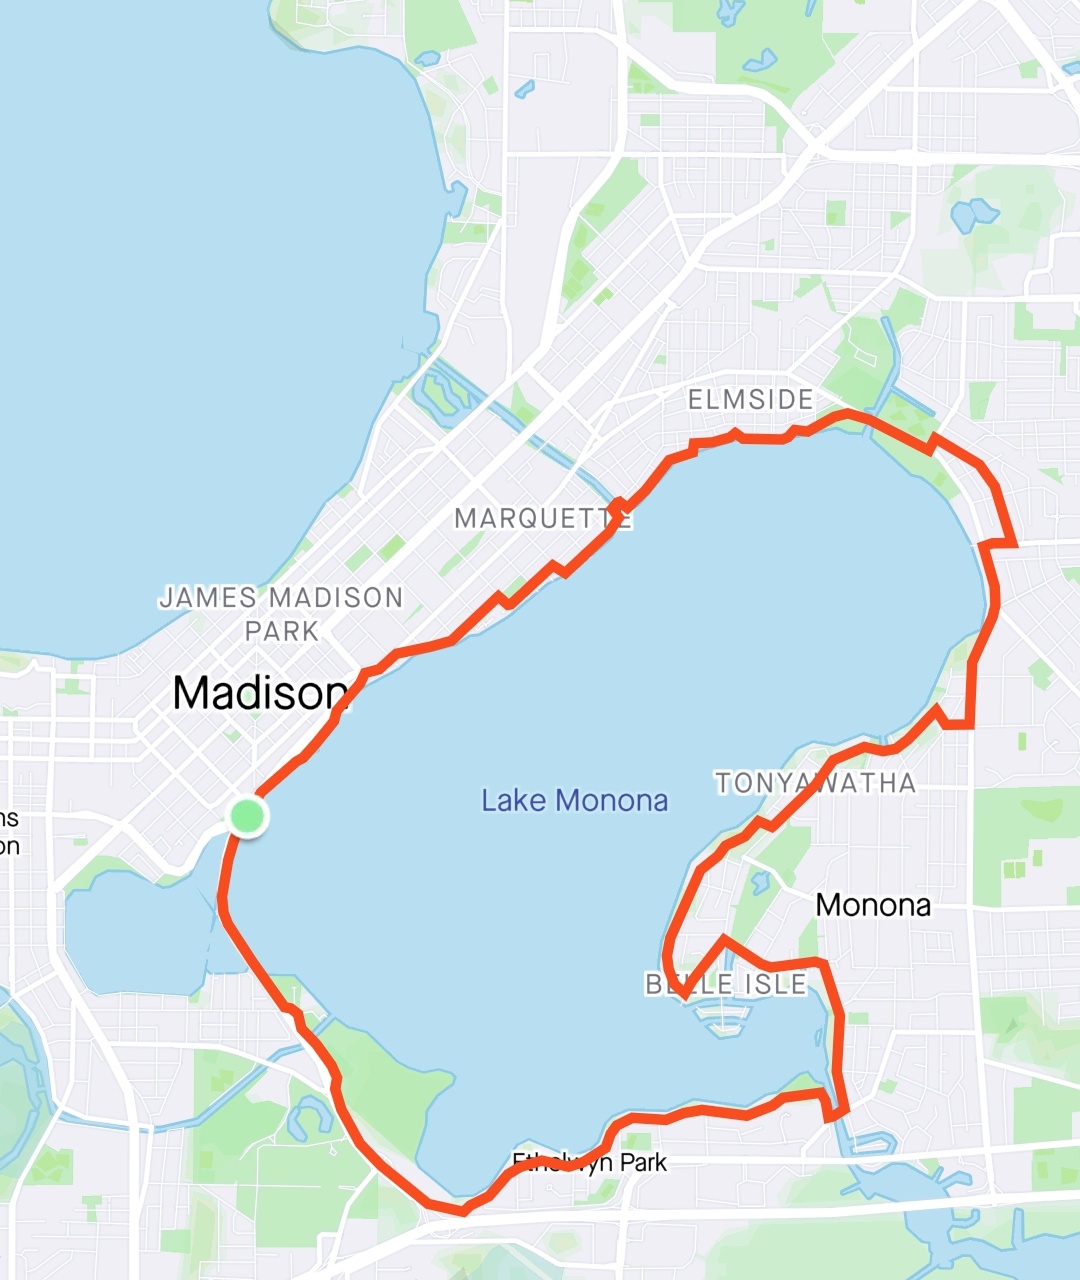 ELMSIDE
MARQUETTE
JAMES MADISON
PARK
Madison
TONYAWATHA
Lake Monona
ns
on
Monona
BELLE ISLE
Ethelwyn Park